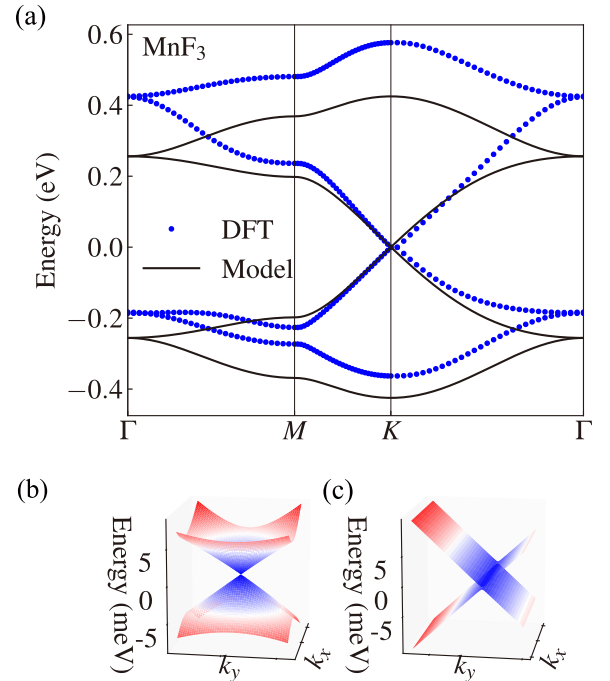 (a)
MnF3
Energy (eV)
0.6
0.4
0.2
0.0
−0.2
−0.4
DFT
Model
Γ M K Γ
(b) (c)
Energy (meV)
5
0
-5
ky
kx
Energy (meV)
5
0
-5
ky
kx